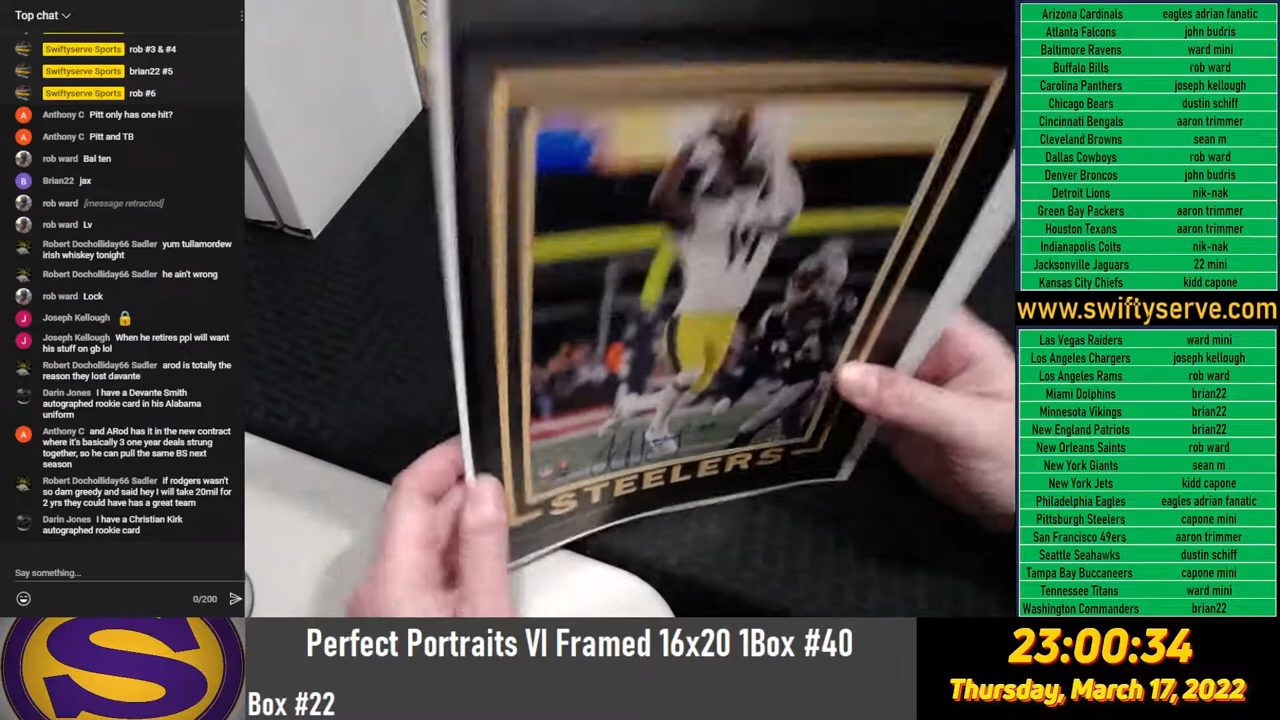 Top chat
Swiftyserve Sports rob #3 & #4
Swiftyserve Sports brian22 #5
Swiftyserve Sports rob #6
A Anthony C Pitt only has one hit?
A Anthony C Pitt and TB
rob ward Bal ten
B Brian22 jax
rob ward [message retracted]
rob ward Lv
Robert Docholliday66 Sadler yum tullamordew
irish whiskey tonight
Robert Docholliday66 Sadler he ain't wrong
rob ward Lock
J Joseph Kellough 🔒
J Joseph Kellough When he retires ppl will want
his stuff on gb lol
Robert Docholliday66 Sadler arod is totally the
reason they lost davante
Darin Jones I have a Devante Smith
autographed rookie card in his Alabama
uniform
A Anthony C and ARod has it in the new contract
where it's basically 3 one year deals strung
together, so he can pull the same BS next
season
Robert Docholliday66 Sadler if rodgers wasn't
so dam greedy and said hey I will take 20mil for
2 yrs they could have has a great team
Darin Jones I have a Christian Kirk
autographed rookie card
Say something...
0/200
STEELERS
Arizona Cardinals eagles adrian fanatic
Atlanta Falcons john budris
Baltimore Ravens ward mini
Buffalo Bills rob ward
Carolina Panthers joseph kellough
Chicago Bears dustin schiff
Cincinnati Bengals aaron trimmer
Cleveland Browns sean m
Dallas Cowboys rob ward
Denver Broncos john budris
Detroit Lions nik-nak
Green Bay Packers aaron trimmer
Houston Texans aaron trimmer
Indianapolis Colts nik-nak
Jacksonville Jaguars 22 mini
Kansas City Chiefs kidd capone
www.swiftyserve.com
Las Vegas Raiders ward mini
Los Angeles Chargers joseph kellough
Los Angeles Rams rob ward
Miami Dolphins brian22
Minnesota Vikings brian22
New England Patriots brian22
New Orleans Saints rob ward
New York Giants sean m
New York Jets kidd capone
Philadelphia Eagles eagles adrian fanatic
Pittsburgh Steelers capone mini
San Francisco 49ers aaron trimmer
Seattle Seahawks dustin schiff
Tampa Bay Buccaneers capone mini
Tennessee Titans ward mini
Washington Commanders brian22
S
Perfect Portraits VI Framed 16x20 1Box #40
Box #22
23:00:34
Thursday, March 17, 2022